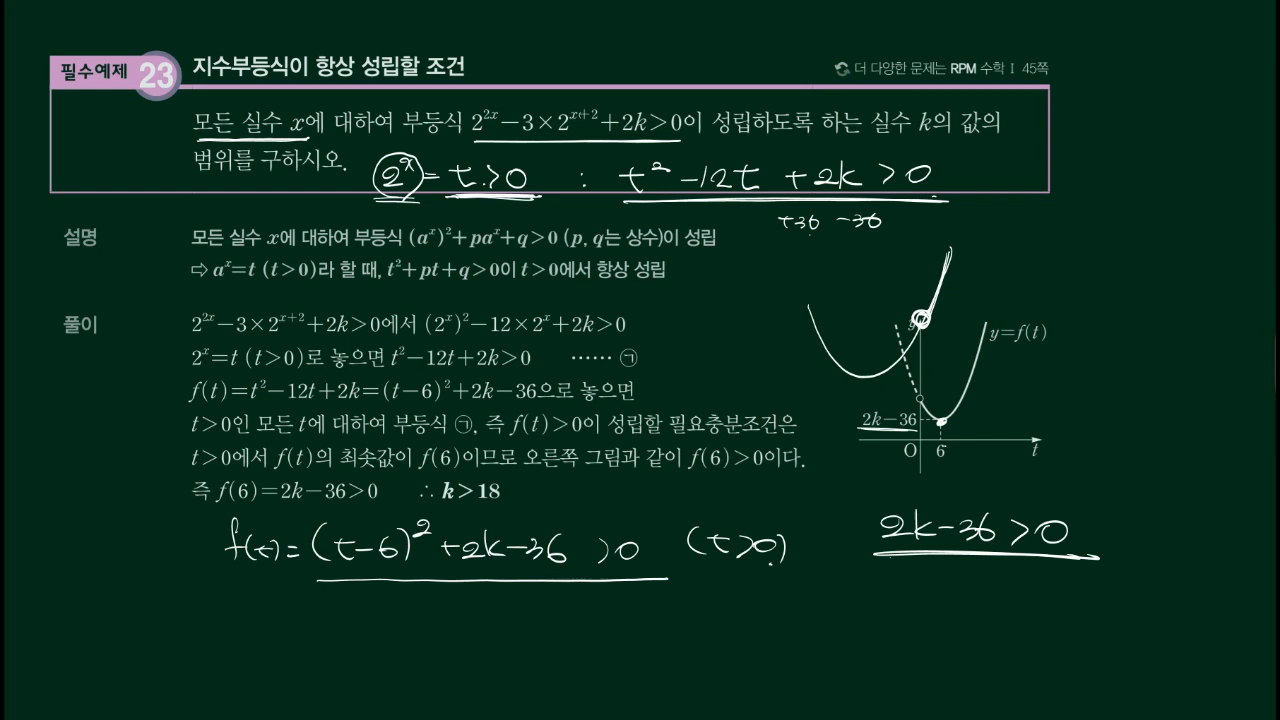 필수예제 23 지수부등식이 항상 성립할 조건
더 다양한 문제는 RPM 수학 Ⅰ 45쪽
모든 실수 x에 대하여 부등식 2^{2x}−3×2^{x+2}+2k>0이 성립하도록 하는 실수 k의 값의
범위를 구하시오.
2^x = t > 0 : t² −12t +2k > 0
+36 −36
설명 모든 실수 x에 대하여 부등식 (a^x)²+pa^x+q>0 (p, q는 상수)이 성립
⇨ a^x=t (t>0)라 할 때, t²+pt+q>0이 t>0에서 항상 성립
풀이 2^{2x}−3×2^{x+2}+2k>0에서 (2^x)²−12×2^x+2k>0
2^x=t (t>0)로 놓으면 t²−12t+2k>0 ······ ㉠
f(t)=t²−12t+2k=(t−6)²+2k−36으로 놓으면
t>0인 모든 t에 대하여 부등식 ㉠, 즉 f(t)>0이 성립할 필요충분조건은
t>0에서 f(t)의 최솟값이 f(6)이므로 오른쪽 그림과 같이 f(6)>0이다.
즉 f(6)=2k−36>0 ∴ k>18
y=f(t)
2k−36
O 6 t
f(t) = (t−6)² +2k−36 >0 (t>0)
2k−36 >0